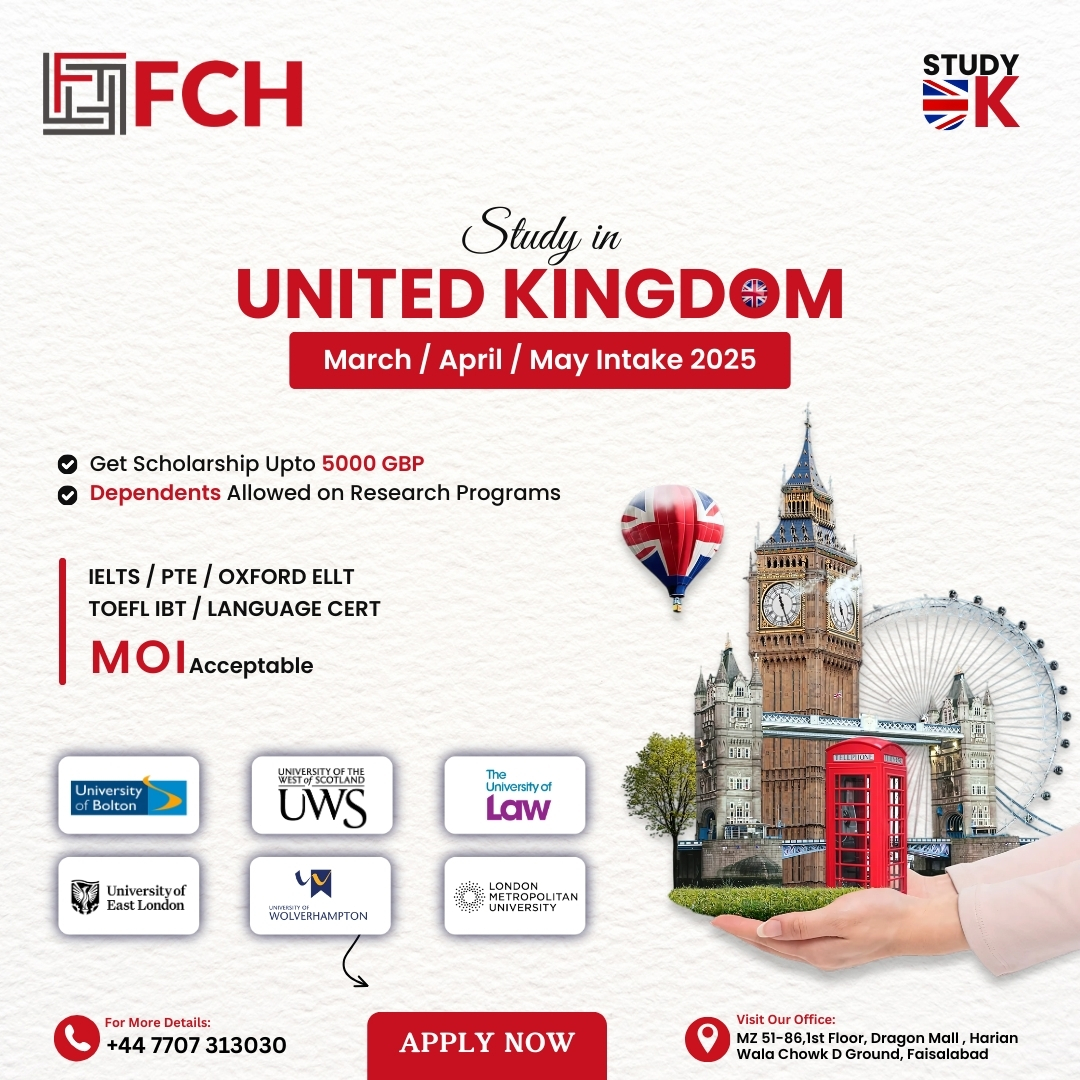 FCH
STUDY
UK
Study in
UNITED KINGDOM
March / April / May Intake 2025
Get Scholarship Upto 5000 GBP
Dependents Allowed on Research Programs
IELTS / PTE / OXFORD ELLT
TOEFL IBT / LANGUAGE CERT
MOI Acceptable
University
of Bolton
UNIVERSITY OF THE
WEST of SCOTLAND
UWS
The
University of
Law
University of
East London
UNIVERSITY OF
WOLVERHAMPTON
LONDON
METROPOLITAN
UNIVERSITY
TELEPHONE
For More Details:
+44 7707 313030
APPLY NOW
Visit Our Office:
MZ 51-86,1st Floor, Dragon Mall , Harian
Wala Chowk D Ground, Faisalabad